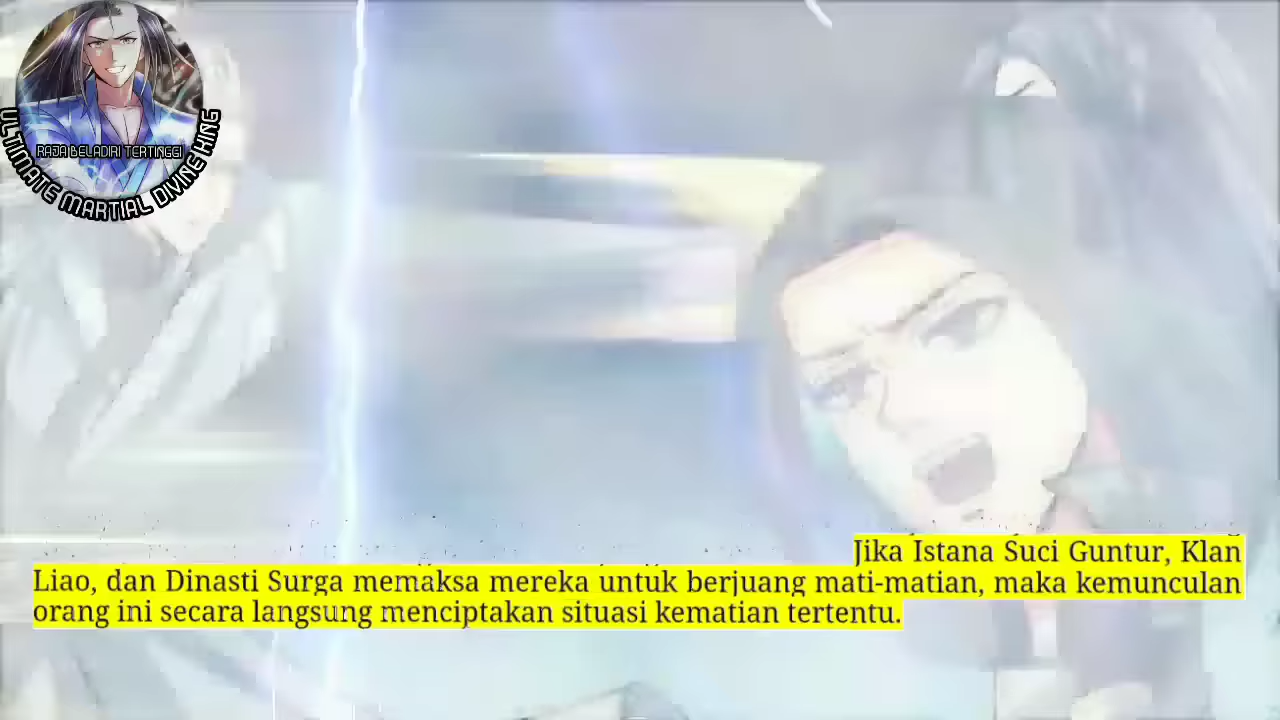 RAJA BELADIRI TERTINGGI
ULTIMATE MARTIAL DIVINE KING
Jika Istana Suci Guntur, Klan
Liao, dan Dinasti Surga memaksa mereka untuk berjuang mati-matian, maka kemunculan
orang ini secara langsung menciptakan situasi kematian tertentu.